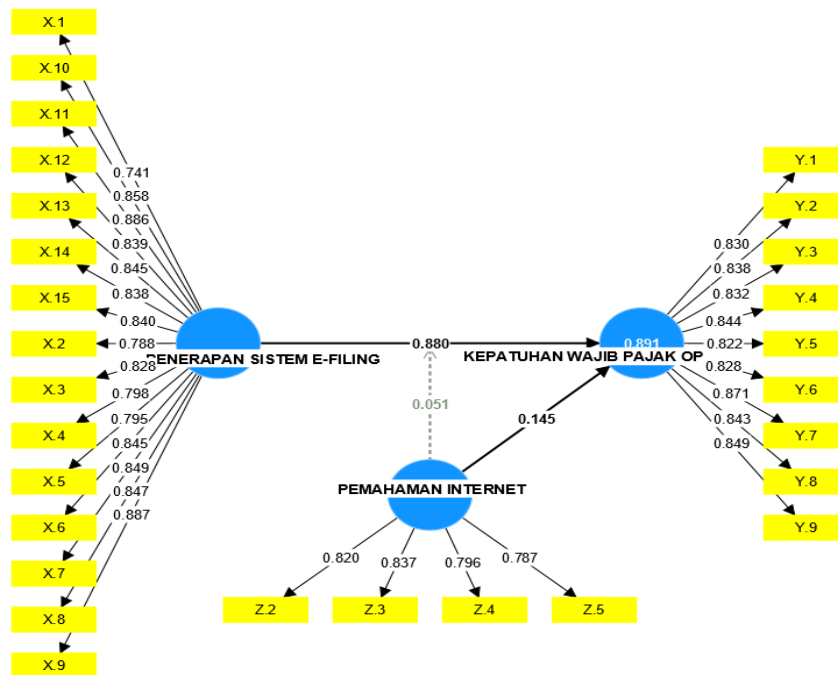 X.1
X.10
X.11
X.12
X.13
X.14
X.15
X.2
X.3
X.4
X.5
X.6
X.7
X.8
X.9
0.741
0.858
0.886
0.839
0.845
0.838
0.840
0.788
0.828
0.798
0.795
0.845
0.849
0.847
0.887
PENERAPAN SISTEM E-FILING
0.880
0.051
0.145
0.891
KEPATUHAN WAJIB PAJAK OP
PEMAHAMAN INTERNET
0.820
0.837
0.796
0.787
Z.2
Z.3
Z.4
Z.5
0.830
0.838
0.832
0.844
0.822
0.828
0.871
0.843
0.849
Y.1
Y.2
Y.3
Y.4
Y.5
Y.6
Y.7
Y.8
Y.9